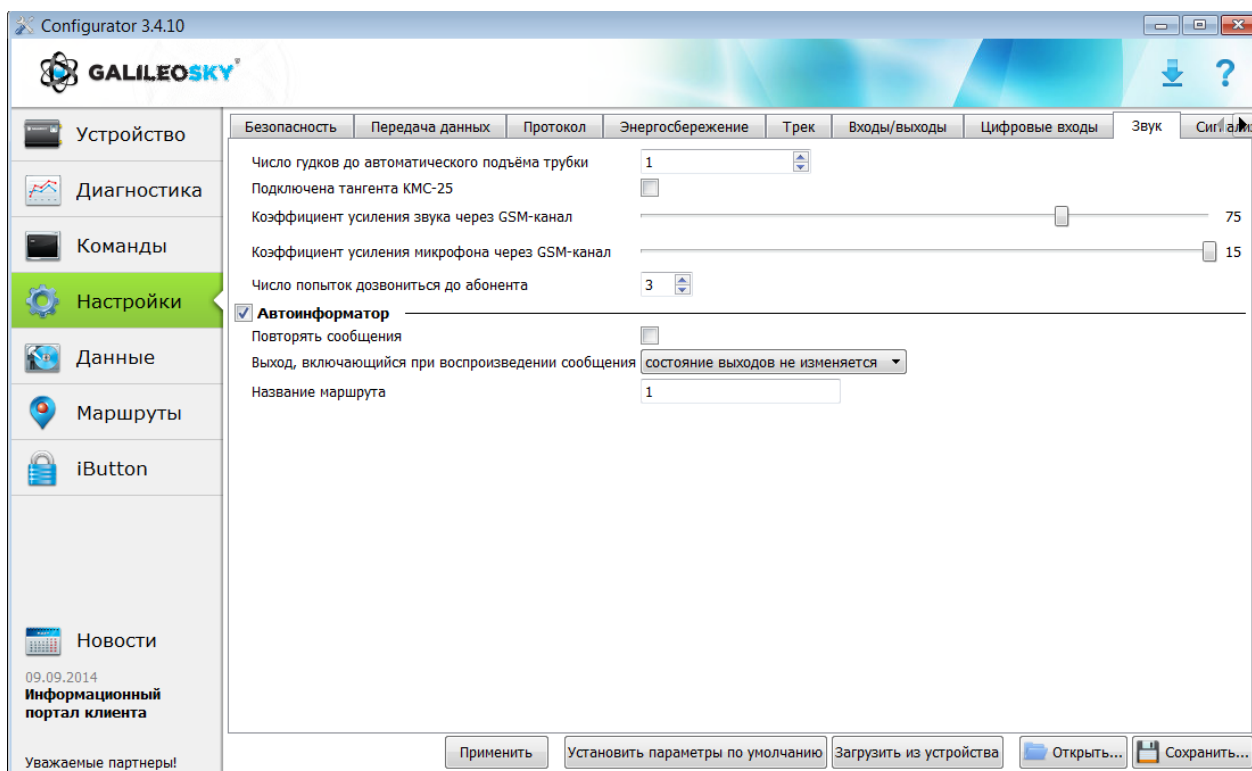 Configurator 3.4.10
GALILEOSKY®
?
Устройство
Диагностика
Команды
Настройки
Данные
Маршруты
iButton
Новости
09.09.2014
Информационный
портал клиента
Уважаемые партнеры!
Безопасность Передача данных Протокол Энергосбережение Трек Входы/выходы Цифровые входы Звук
Число гудков до автоматического подъёма трубки 1
Подключена тангента КМС-25
Коэффициент усиления звука через GSM-канал 75
Коэффициент усиления микрофона через GSM-канал 15
Число попыток дозвониться до абонента 3
Автоинформатор
Повторять сообщения
Выход, включающийся при воспроизведении сообщения состояние выходов не изменяется
Название маршрута 1
Применить Установить параметры по умолчанию Загрузить из устройства Открыть... Сохранить...